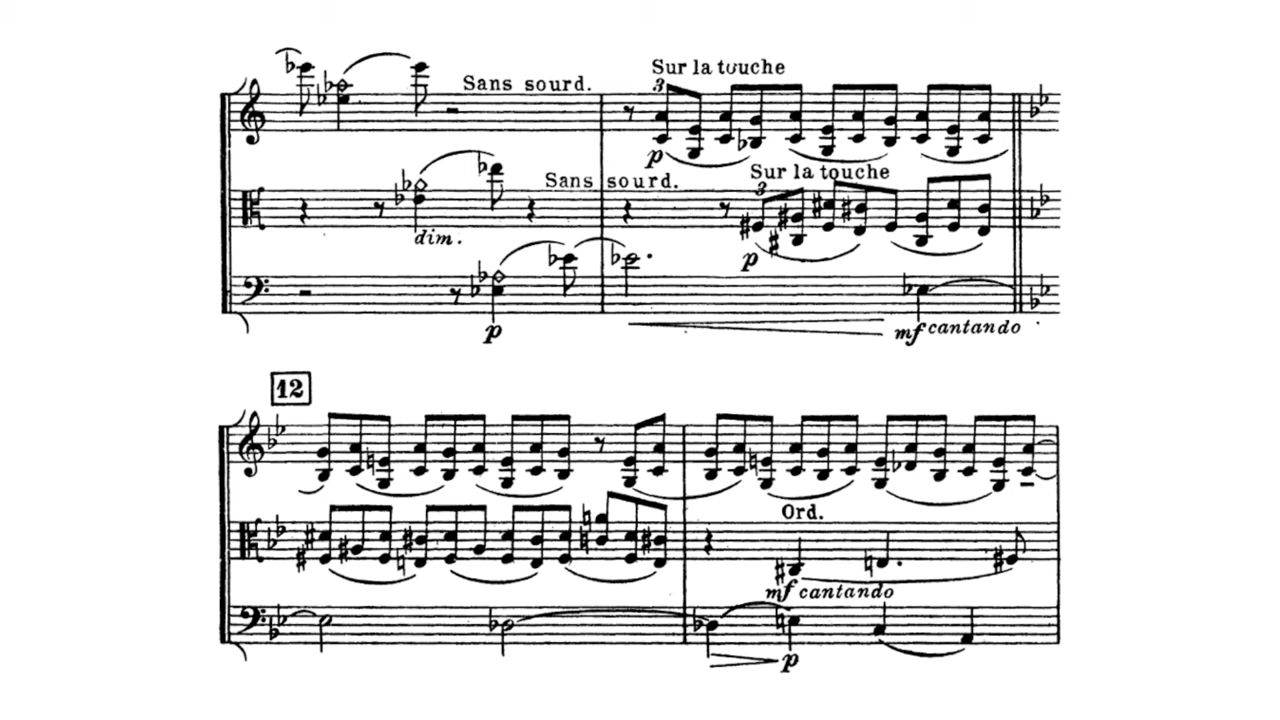 Sans sourd.
Sur la touche
3
p
Sans sourd.
Sur la touche
3
dim.
p
p
mf cantando
12
Ord.
mf cantando
p